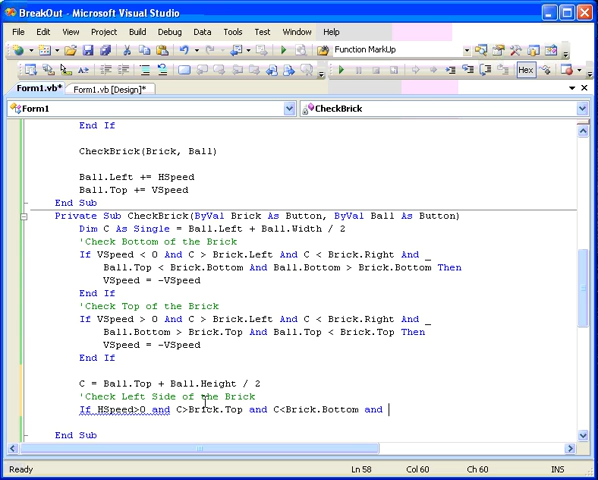 BreakOut - Microsoft Visual Studio
File Edit View Project Build Debug Data Tools Window Help
Function MarkUp
Hex
Form1.vb* Form1.vb [Design]*
Form1 CheckBrick
End If
CheckBrick(Brick, Ball)
Ball.Left += HSpeed
Ball.Top += VSpeed
End Sub
Private Sub CheckBrick(ByVal Brick As Button, ByVal Ball As Button)
Dim C As Single = Ball.Left + Ball.Width / 2
'Check Bottom of the Brick
If VSpeed < 0 And C > Brick.Left And C < Brick.Right And _
Ball.Top < Brick.Bottom And Ball.Bottom > Brick.Bottom Then
VSpeed = -VSpeed
End If
'Check Top of the Brick
If VSpeed > 0 And C > Brick.Left And C < Brick.Right And _
Ball.Bottom > Brick.Top And Ball.Top < Brick.Top Then
VSpeed = -VSpeed
End If
C = Ball.Top + Ball.Height / 2
'Check Left Side of the Brick
If HSpeed>0 and C>Brick.Top and C<Brick.Bottom and
End Sub
Ready Ln 58 Col 60 Ch 60 INS